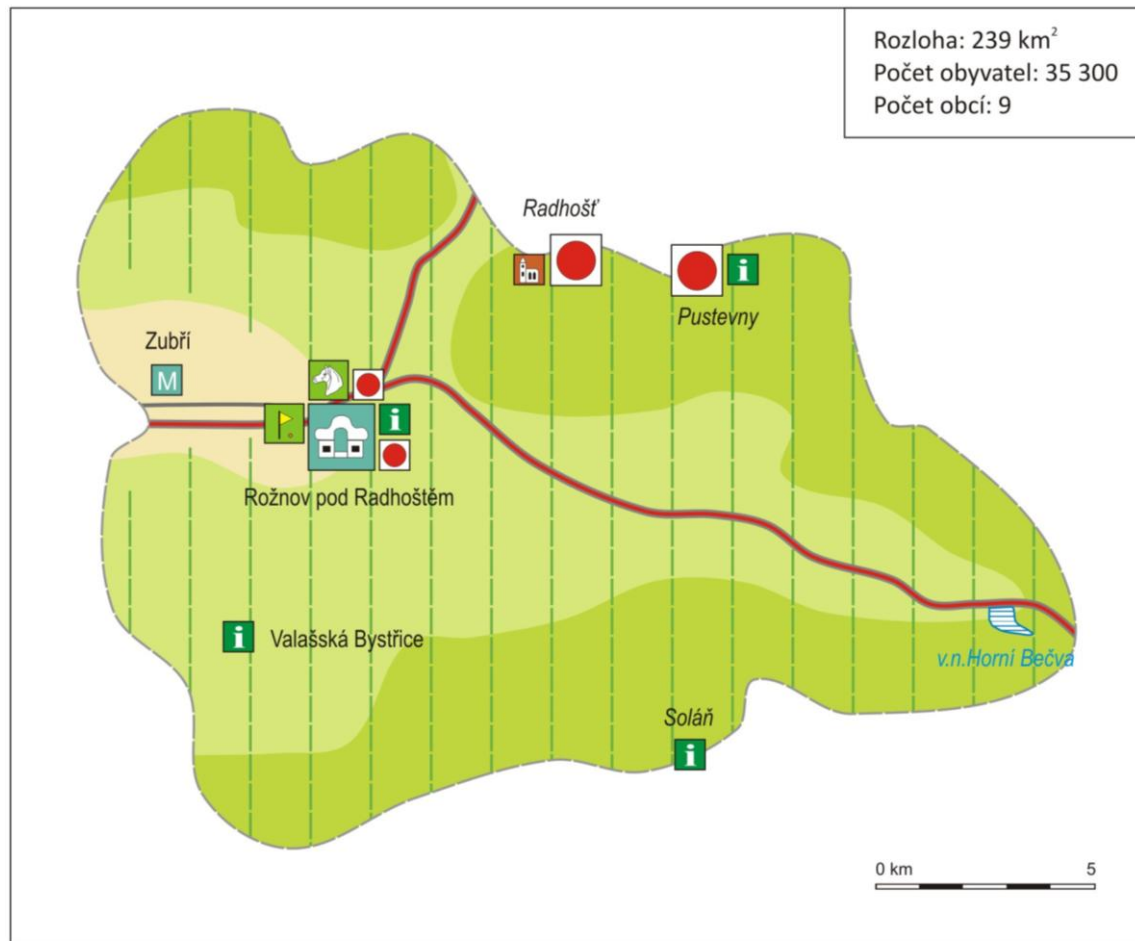 Rozloha: 239 km²
Počet obyvatel: 35 300
Počet obcí: 9
Radhošť
Pustevny
i
Zubří
M
i
Rožnov pod Radhoštěm
i
Valašská Bystřice
v.n.Horní Bečva
Soláň
i
0 km 5